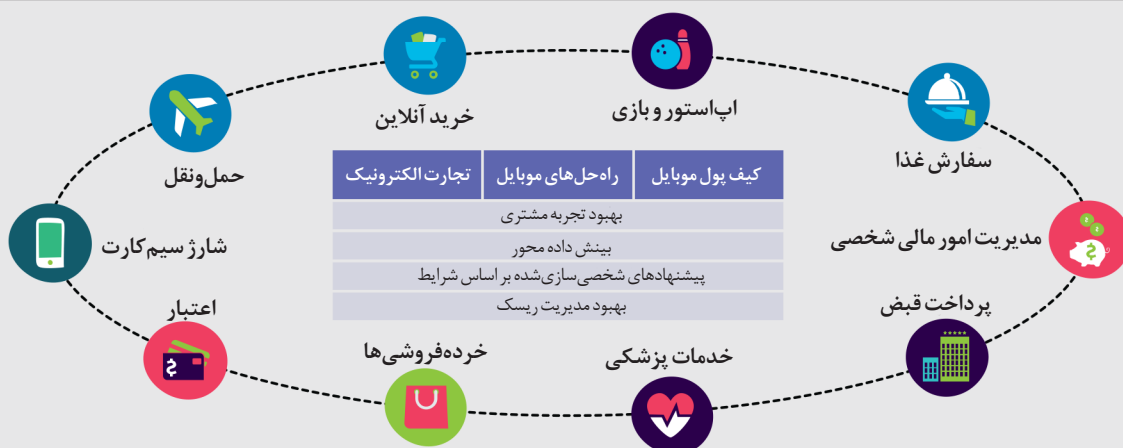 اپ‌استور و بازی
خرید آنلاین
سفارش غذا
حمل‌ونقل
کیف پول موبایل
راه‌حل‌های موبایل
تجارت الکترونیک
بهبود تجربه مشتری
بینش داده محور
پیشنهادهای شخصی‌سازی‌شده بر اساس شرایط
بهبود مدیریت ریسک
مدیریت امور مالی شخصی
شارژ سیم‌کارت
پرداخت قبض
اعتبار
خدمات پزشکی
خرده‌فروشی‌ها